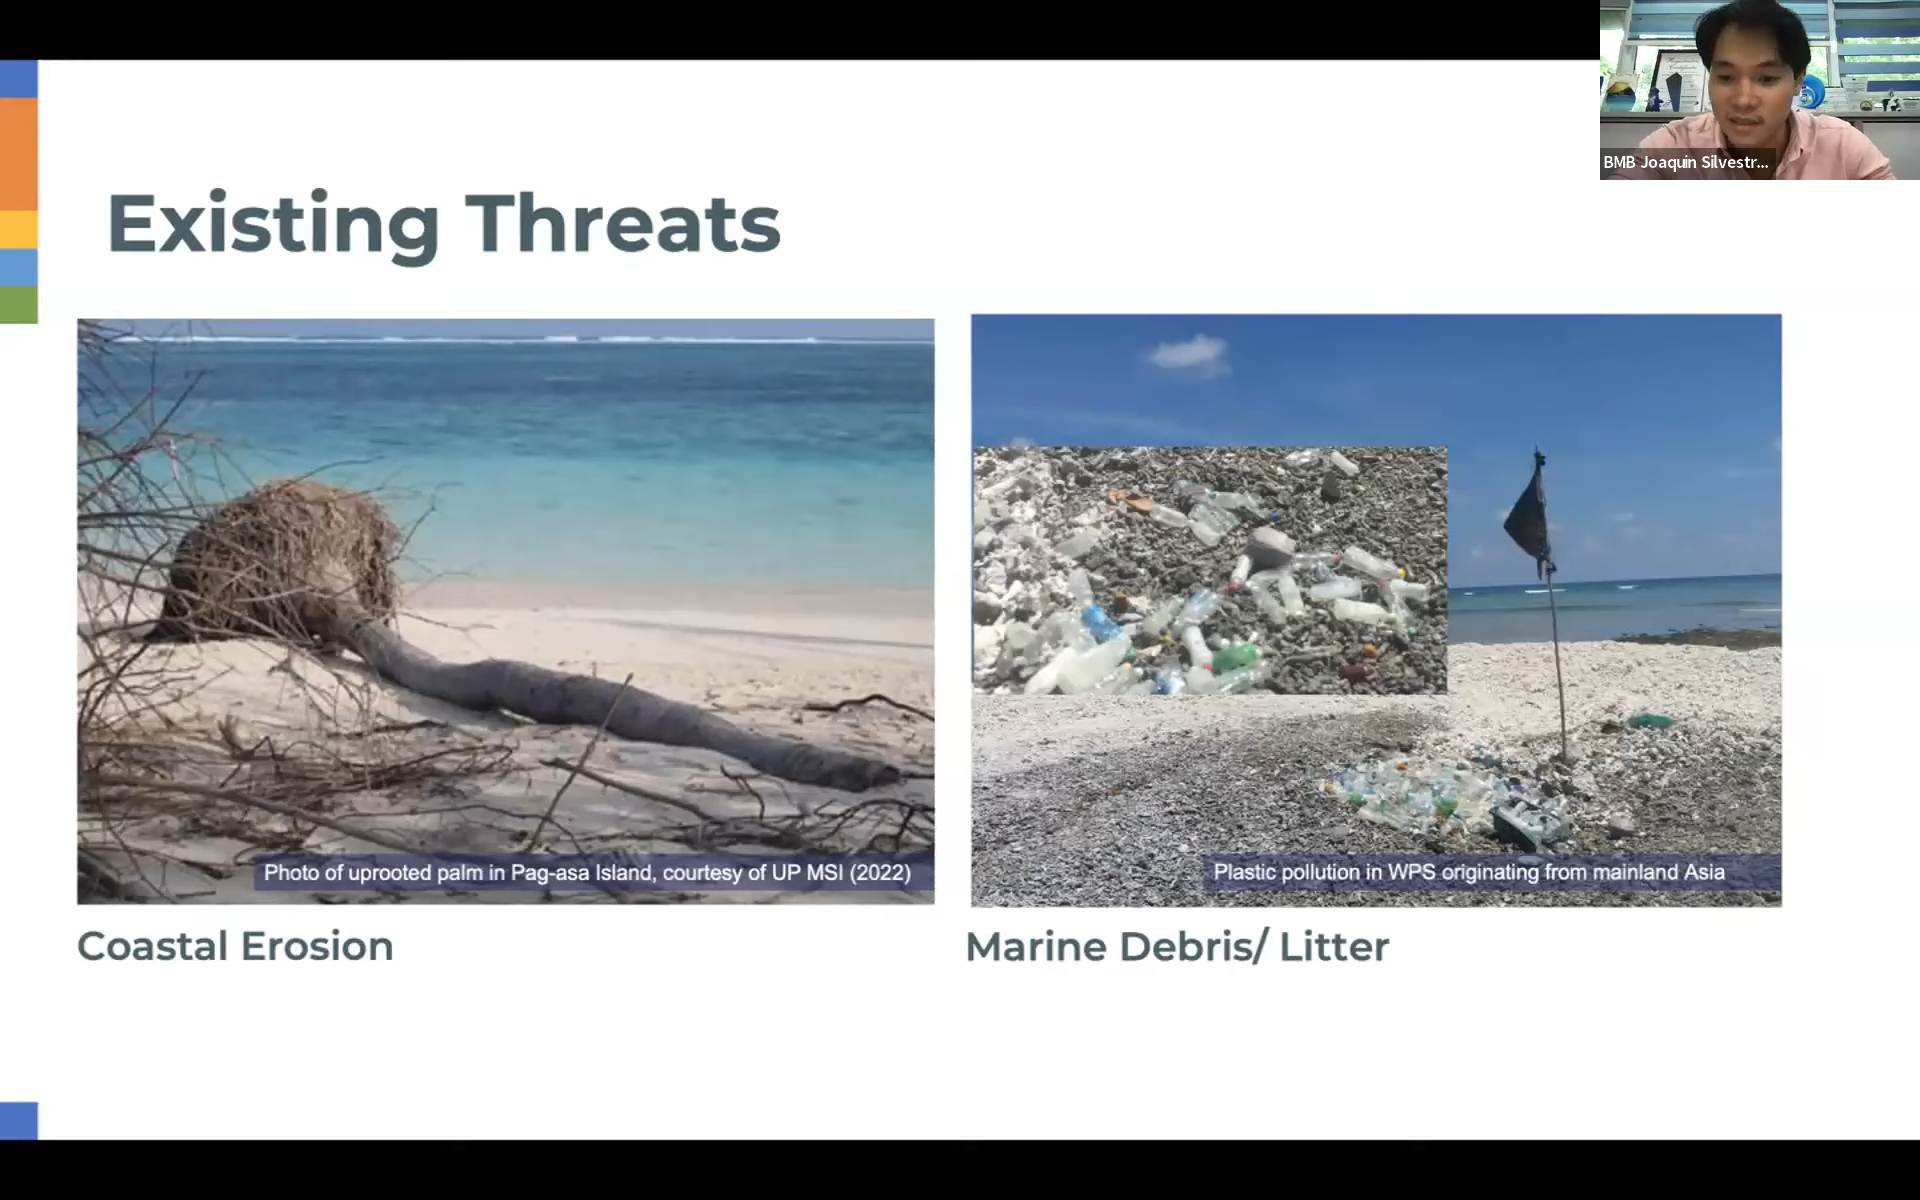 BMB Joaquin Silvestr...
Existing Threats
Photo of uprooted palm in Pag-asa Island, courtesy of UP MSI (2022)
Plastic pollution in WPS originating from mainland Asia
Coastal Erosion
Marine Debris/ Litter